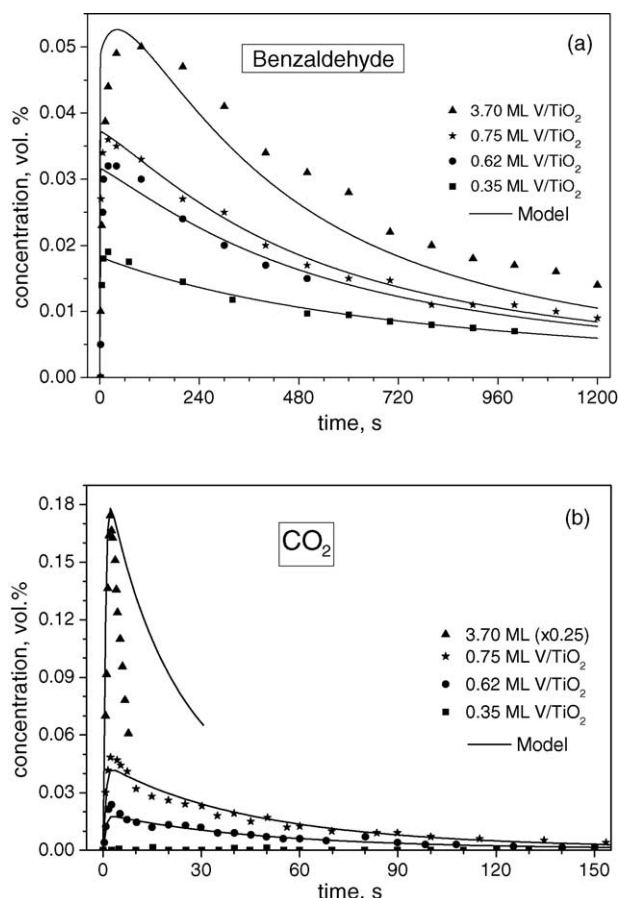 (a)
Benzaldehyde
3.70 ML V/TiO₂
0.75 ML V/TiO₂
0.62 ML V/TiO₂
0.35 ML V/TiO₂
Model
concentration, vol. %
0.05
0.04
0.03
0.02
0.01
0.00
0 240 480 720 960 1200
time, s
(b)
CO₂
3.70 ML (x0.25)
0.75 ML V/TiO₂
0.62 ML V/TiO₂
0.35 ML V/TiO₂
Model
concentration, vol.%
0.18
0.15
0.12
0.09
0.06
0.03
0.00
0 30 60 90 120 150
time, s